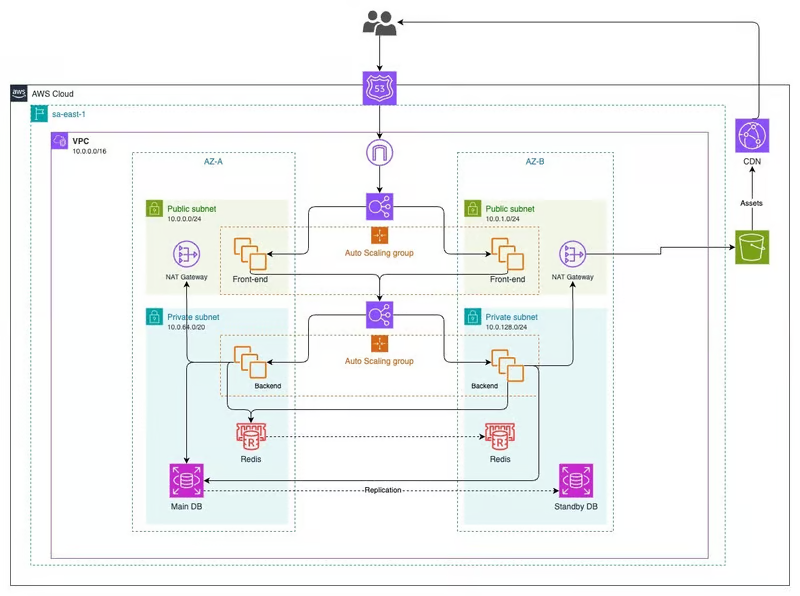 53
aws
AWS Cloud
sa-east-1
VPC
10.0.0.0/16
AZ-A
AZ-B
CDN
Public subnet
10.0.0.0/24
Public subnet
10.0.1.0/24
Assets
Auto Scaling group
NAT Gateway
Front-end
Front-end
NAT Gateway
Private subnet
10.0.64.0/20
Private subnet
10.0.128.0/24
Auto Scaling group
Backend
Backend
R
R
Redis
Redis
Replication
Main DB
Standby DB